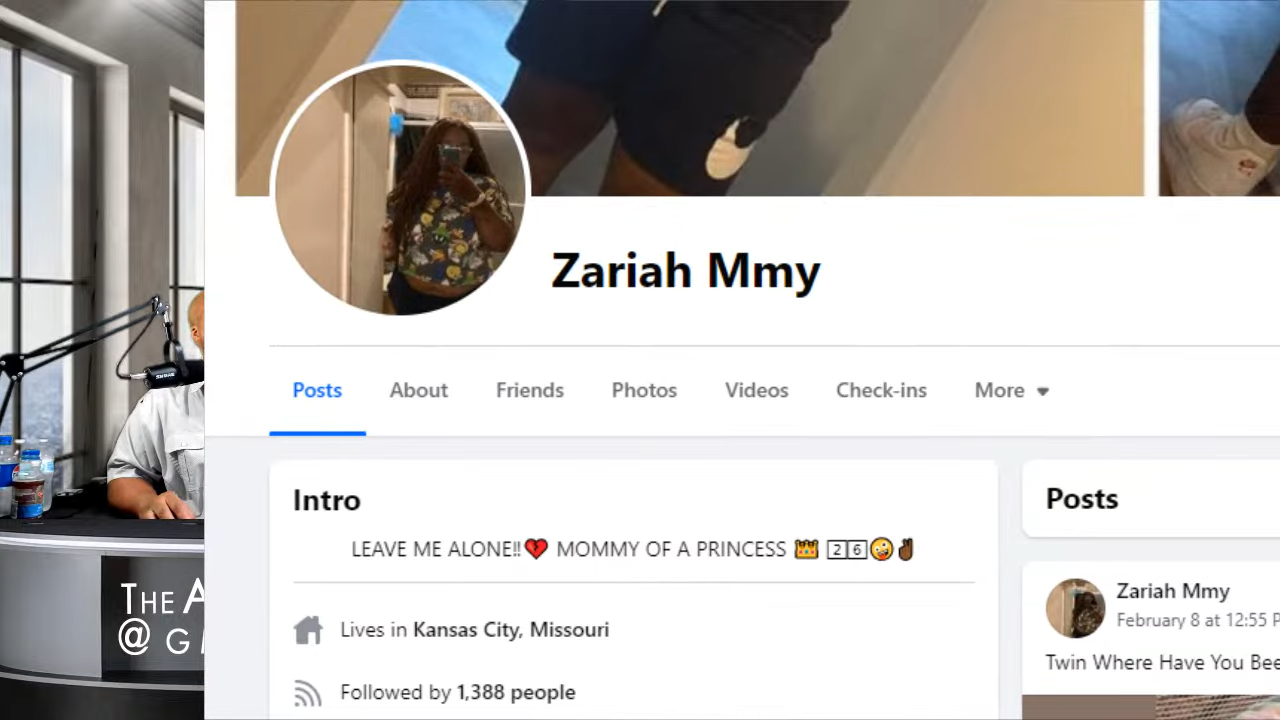 Zariah Mmy
Posts About Friends Photos Videos Check-ins More
Intro
LEAVE ME ALONE!!💔 MOMMY OF A PRINCESS 👑 2️⃣6️⃣🤪✌🏾
Lives in Kansas City, Missouri
Followed by 1,388 people
Posts
Zariah Mmy
February 8 at 12:55 P
Twin Where Have You Bee
SHURE
THE A
@ G